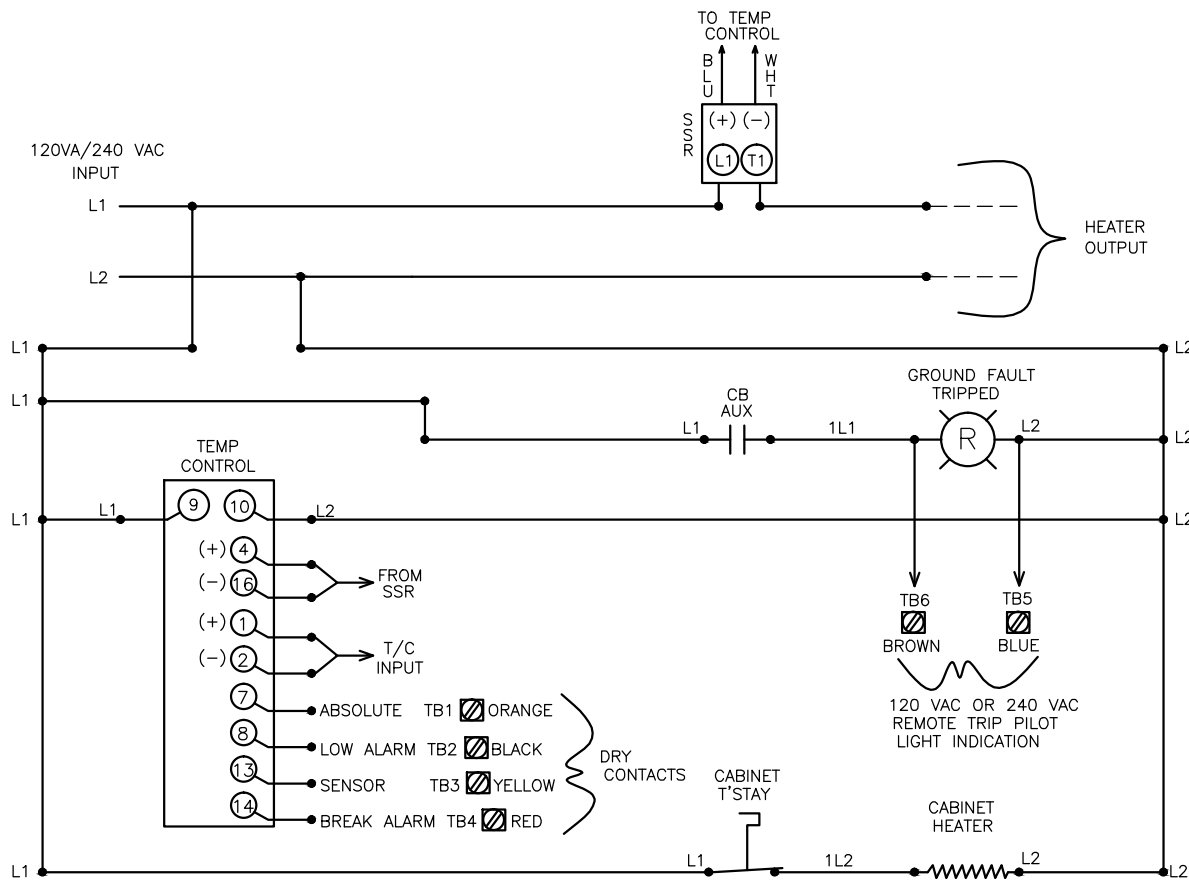 TO TEMP
CONTROL
BLU
WHT
SSR
(+) (-)
L1 T1
120VA/240 VAC
INPUT
L1
L2
HEATER
OUTPUT
L1
L2
L1
GROUND FAULT
TRIPPED
CB
AUX
L1
1L1
R
L2
L2
TEMP
CONTROL
L1
L1
9
10
L2
L2
(+) 4
(-) 16
FROM
SSR
(+) 1
(-) 2
T/C
INPUT
7
ABSOLUTE TB1 ORANGE
8
LOW ALARM TB2 BLACK
13
SENSOR TB3 YELLOW
14
BREAK ALARM TB4 RED
DRY
CONTACTS
TB6
BROWN
TB5
BLUE
120 VAC OR 240 VAC
REMOTE TRIP PILOT
LIGHT INDICATION
CABINET
T'STAY
CABINET
HEATER
L1
L1
1L2
L2
L2